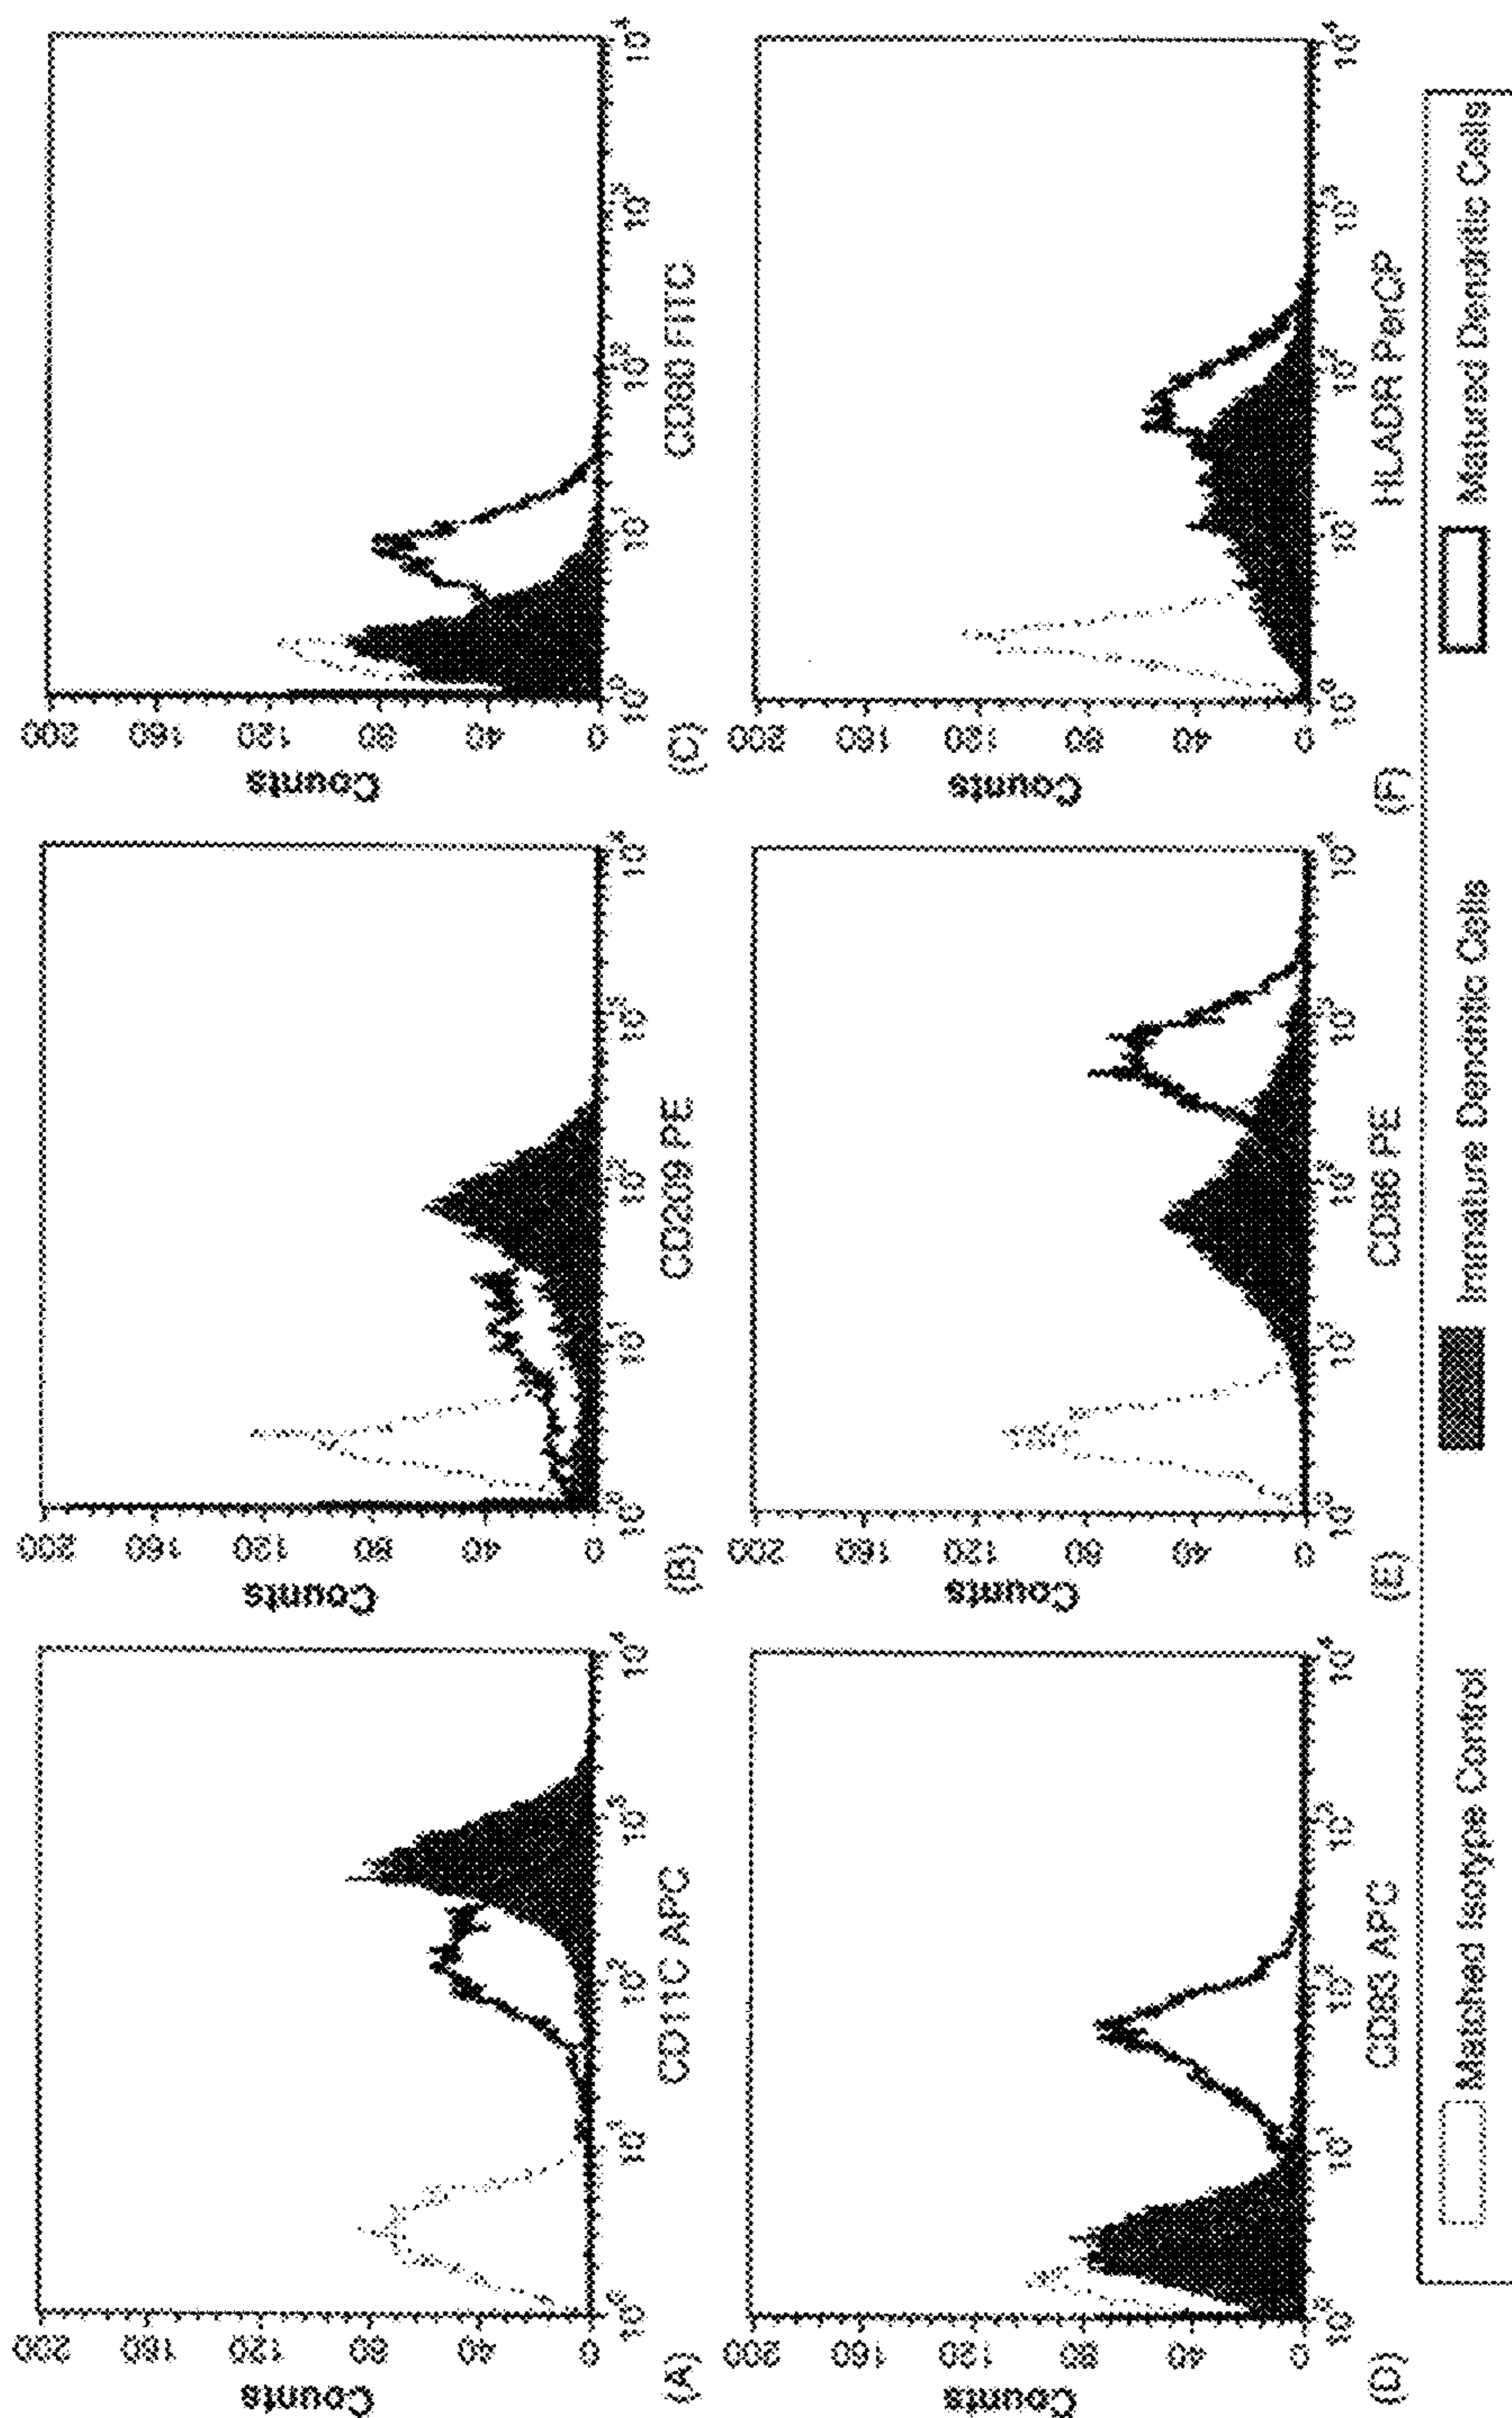 Counts
200
160
120
80
40
0
10⁰ 10¹ 10² 10³ 10⁴
CD11C APC
(A)
Counts
200
160
120
80
40
0
10⁰ 10¹ 10² 10³ 10⁴
CD209 PE
(B)
Counts
200
160
120
80
40
0
10⁰ 10¹ 10² 10³ 10⁴
CD80 FITC
(C)
Counts
200
160
120
80
40
0
10⁰ 10¹ 10² 10³ 10⁴
CD83 APC
(D)
Counts
200
160
120
80
40
0
10⁰ 10¹ 10² 10³ 10⁴
CD86 PE
(E)
Counts
200
160
120
80
40
0
10⁰ 10¹ 10² 10³ 10⁴
HLADR PerCP
(F)
Matched Isotype Control
Immature Dendritic Cells
Matured Dendritic Cells